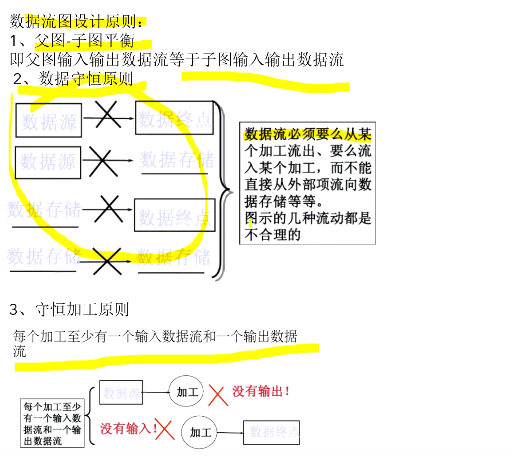 数据流图设计原则：
1、父图-子图平衡
即父图输入输出数据流等于子图输入输出数据流
2、数据守恒原则
数据源
数据终点
数据源
数据存储
数据存储
数据终点
数据存储
数据存储
数据流必须要么从某
个加工流出、要么流
入某个加工，而不能
直接从外部项流向数
据存储等等。
图示的几种流动都是
不合理的
3、守恒加工原则
每个加工至少有一个输入数据流和一个输出数据
流
每个加工至少
有一个输入数
据流和一个输
出数据流
数据源
加工
没有输出！
没有输入！
加工
数据终点